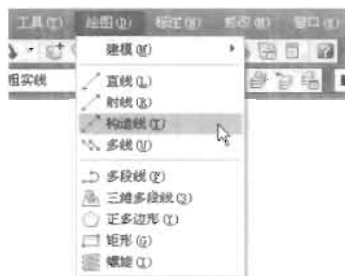 工具(T) 绘图(D) 标注(N) 修改(M) 窗口(W)
建模(M)
粗实线
直线(L)
射线(R)
构造线(T)
多线(U)
多段线(P)
三维多段线(3)
正多边形(Y)
矩形(G)
螺旋(I)